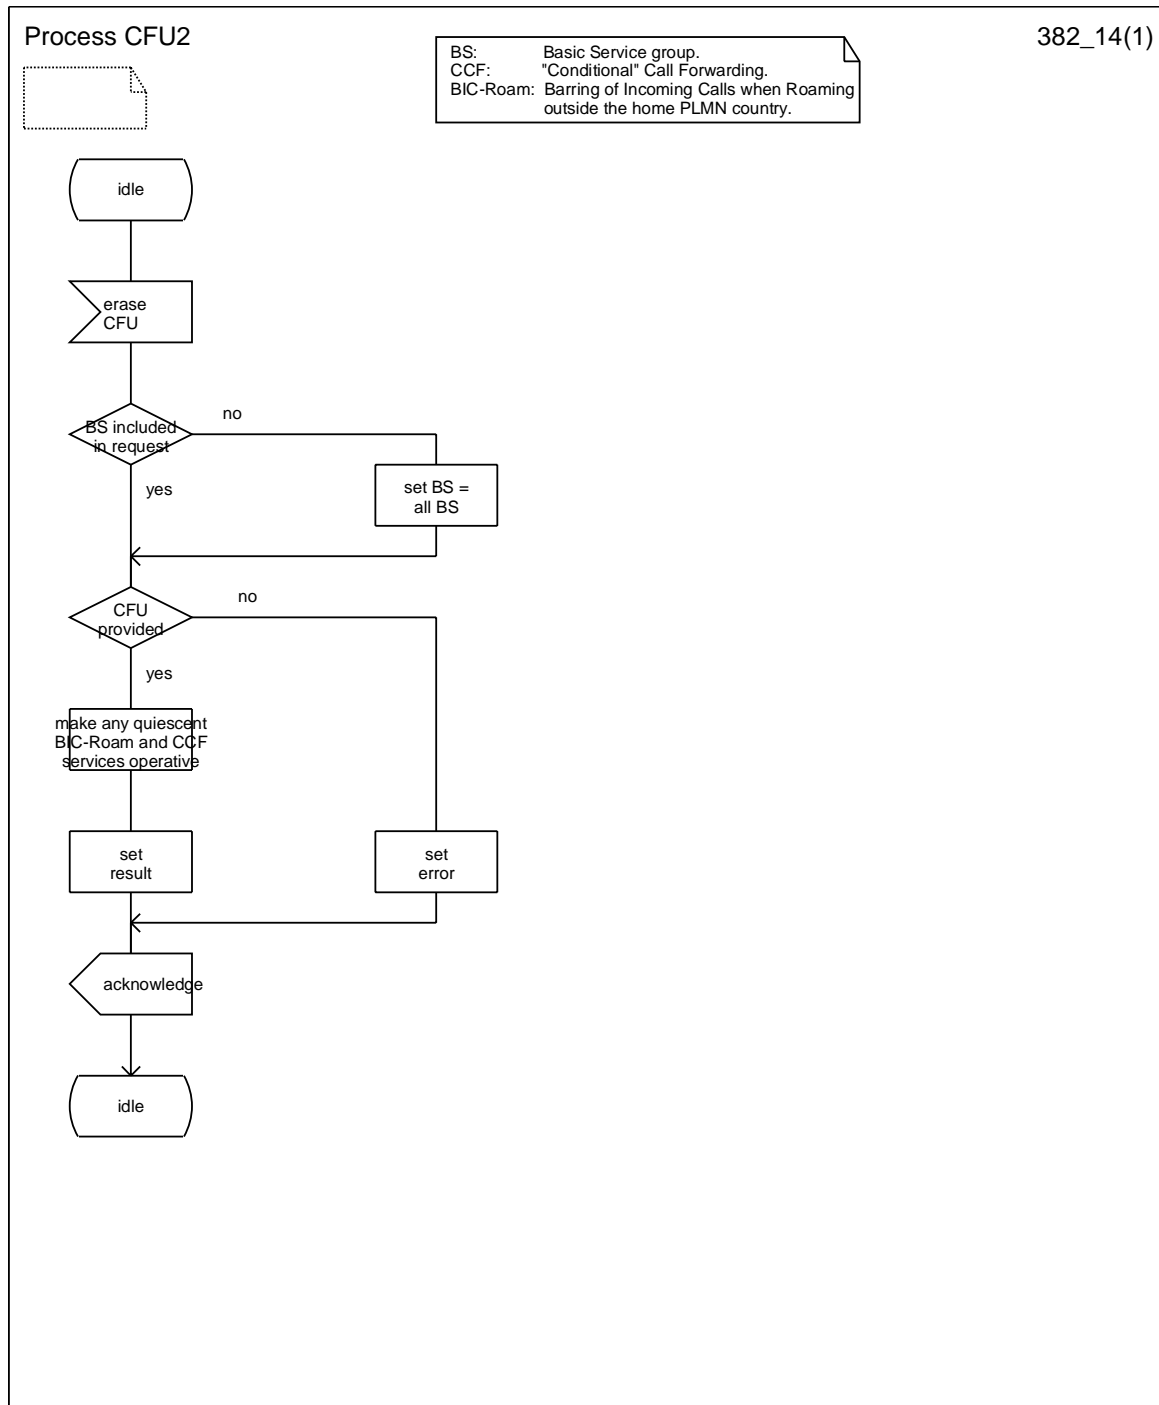 Process CFU2
382_14(1)
BS: Basic Service group.
CCF: "Conditional" Call Forwarding.
BIC-Roam: Barring of Incoming Calls when Roaming
outside the home PLMN country.
idle
erase
CFU
BS included
in request
no
yes
set BS =
all BS
CFU
provided
no
yes
make any quiescent
BIC-Roam and CCF
services operative
set
result
set
error
acknowledge
idle